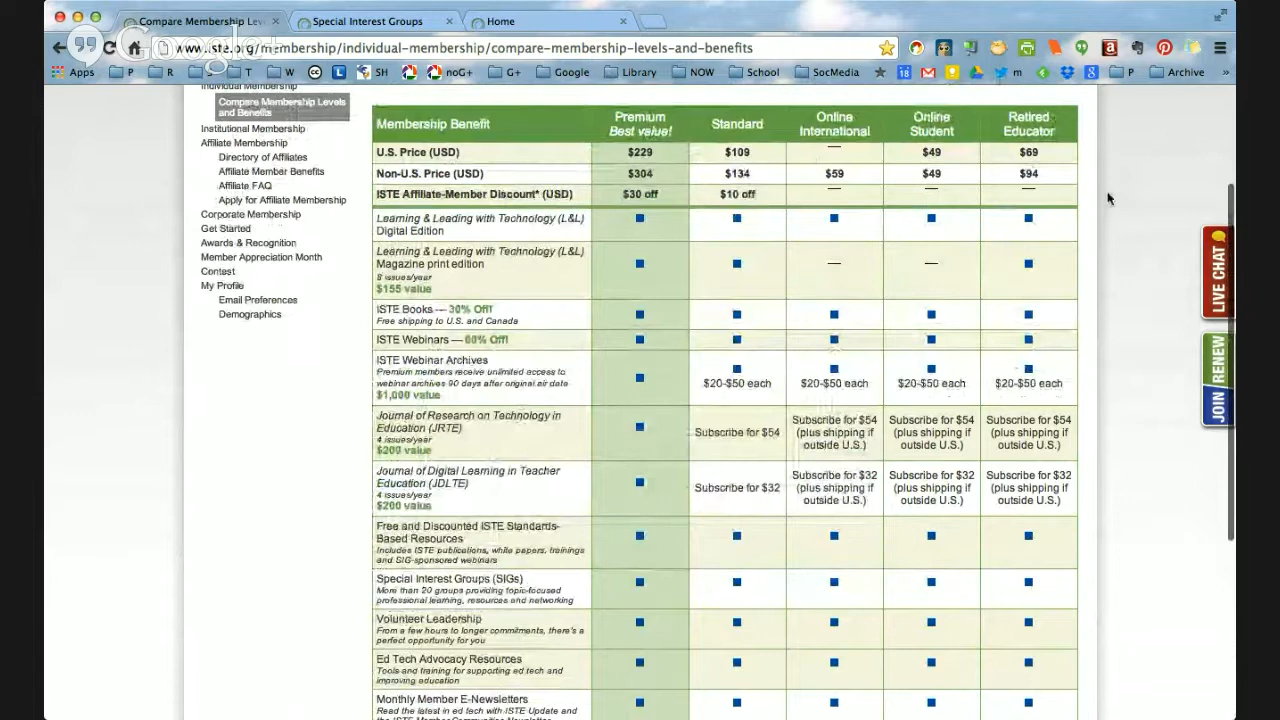 Compare Membership Lev
Special Interest Groups
Home
Google+
www.iste.org/membership/individual-membership/compare-membership-levels-and-benefits
Apps P R S T W SH noG+ G+ Google Library NOW School SocMedia 18 m P Archive »
Individual Membership
Compare Membership Levels
and Benefits
Institutional Membership
Affiliate Membership
Directory of Affiliates
Affiliate Member Benefits
Affiliate FAQ
Apply for Affiliate Membership
Corporate Membership
Get Started
Awards & Recognition
Member Appreciation Month
Contest
My Profile
Email Preferences
Demographics
Membership Benefit
Premium
Best value!
Standard
Online
International
Online
Student
Retired
Educator
U.S. Price (USD) $229 $109 — $49 $69
Non-U.S. Price (USD) $304 $134 $59 $49 $94
ISTE Affiliate-Member Discount* (USD) $30 off $10 off — — —
Learning & Leading with Technology (L&L)
Digital Edition
Learning & Leading with Technology (L&L)
Magazine print edition
8 issues/year
$155 value
— —
ISTE Books — 30% Off!
Free shipping to U.S. and Canada
ISTE Webinars — 60% Off!
ISTE Webinar Archives
Premium members receive unlimited access to
webinar archives 90 days after original air date
$1,000 value
$20-$50 each $20-$50 each $20-$50 each $20-$50 each
Journal of Research on Technology in
Education (JRTE)
4 issues/year
$209 value
Subscribe for $54
Subscribe for $54
(plus shipping if
outside U.S.)
Subscribe for $54
(plus shipping if
outside U.S.)
Subscribe for $54
(plus shipping if
outside U.S.)
Journal of Digital Learning in Teacher
Education (JDLTE)
4 issues/year
$200 value
Subscribe for $32
Subscribe for $32
(plus shipping if
outside U.S.)
Subscribe for $32
(plus shipping if
outside U.S.)
Subscribe for $32
(plus shipping if
outside U.S.)
Free and Discounted ISTE Standards-
Based Resources
Includes ISTE publications, white papers, trainings
and SIG-sponsored webinars
Special Interest Groups (SIGs)
More than 20 groups providing topic-focused
professional learning, resources and networking
Volunteer Leadership
From a few hours to longer commitments, there's a
perfect opportunity for you
Ed Tech Advocacy Resources
Tools and training for supporting ed tech and
improving education
Monthly Member E-Newsletters
Read the latest in ed tech with ISTE Update and
the ISTE Member Communities Newsletter
LIVE CHAT
JOIN RENEW